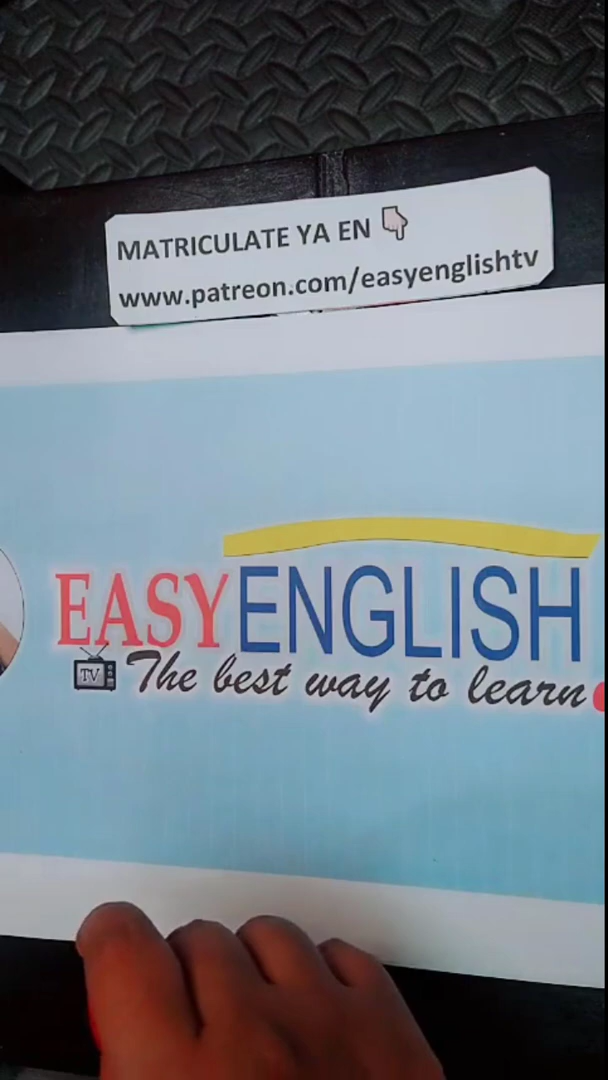 MATRICULATE YA EN
www.patreon.com/easyenglishtv
EASYENGLISH
TV The best way to learn